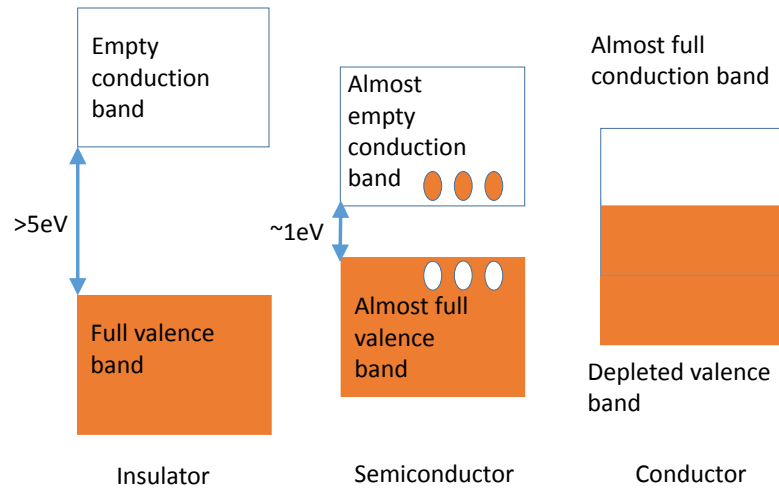 Empty
conduction
band
>5eV
Full valence
band
Insulator
Almost
empty
conduction
band
~1eV
Almost full
valence
band
Semiconductor
Almost full
conduction band
Depleted valence
band
Conductor